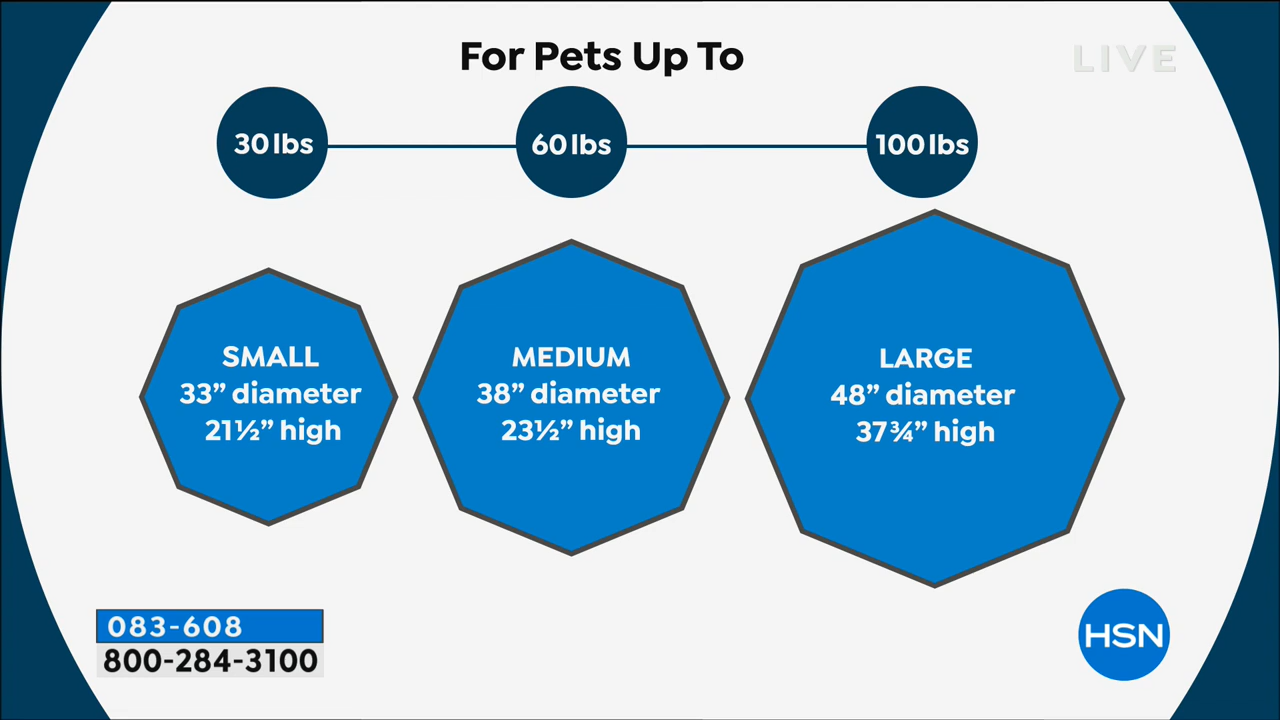 For Pets Up To
LIVE
30 lbs
60 lbs
100 lbs
SMALL
33” diameter
21½” high
MEDIUM
38” diameter
23½” high
LARGE
48” diameter
37¾” high
083-608
800-284-3100
HSN